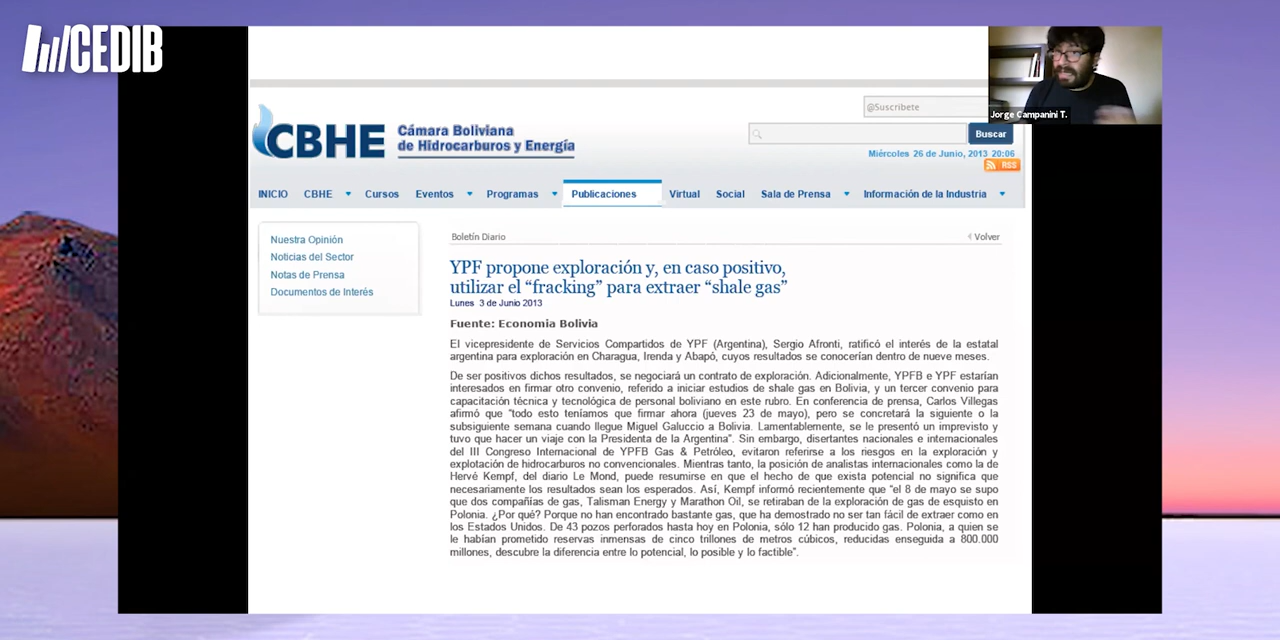 CEDIB
Jorge Campanini T.
CBHE
Cámara Boliviana
de Hidrocarburos y Energía
@Suscribete
Buscar
Miércoles 26 de Junio, 2013 20:06
RSS
INICIO CBHE Cursos Eventos Programas Publicaciones Virtual Social Sala de Prensa Información de la Industria
Nuestra Opinión
Noticias del Sector
Notas de Prensa
Documentos de Interés
Boletín Diario Volver
YPF propone exploración y, en caso positivo,
utilizar el “fracking” para extraer “shale gas”
Lunes 3 de Junio 2013
Fuente: Economia Bolivia
El vicepresidente de Servicios Compartidos de YPF (Argentina), Sergio Afronti, ratificó el interés de la estatal
argentina para exploración en Charagua, Irenda y Abapó, cuyos resultados se conocerían dentro de nueve meses.
De ser positivos dichos resultados, se negociará un contrato de exploración. Adicionalmente, YPFB e YPF estarían
interesados en firmar otro convenio, referido a iniciar estudios de shale gas en Bolivia, y un tercer convenio para
capacitación técnica y tecnológica de personal boliviano en este rubro. En conferencia de prensa, Carlos Villegas
afirmó que “todo esto teníamos que firmar ahora (jueves 23 de mayo), pero se concretará la siguiente o la
subsiguiente semana cuando llegue Miguel Galuccio a Bolivia. Lamentablemente, se le presentó un imprevisto y
tuvo que hacer un viaje con la Presidenta de la Argentina”. Sin embargo, disertantes nacionales e internacionales
del III Congreso Internacional de YPFB Gas & Petróleo, evitaron referirse a los riesgos en la exploración y
explotación de hidrocarburos no convencionales. Mientras tanto, la posición de analistas internacionales como la de
Hervé Kempf, del diario Le Mond, puede resumirse en que el hecho de que exista potencial no significa que
necesariamente los resultados sean los esperados. Así, Kempf informó recientemente que “el 8 de mayo se supo
que dos compañías de gas, Talisman Energy y Marathon Oil, se retiraban de la exploración de gas de esquisto en
Polonia. ¿Por qué? Porque no han encontrado bastante gas, que ha demostrado no ser tan fácil de extraer como en
los Estados Unidos. De 43 pozos perforados hasta hoy en Polonia, sólo 12 han producido gas. Polonia, a quien se
le habían prometido reservas inmensas de cinco trillones de metros cúbicos, reducidas enseguida a 800.000
millones, descubre la diferencia entre lo potencial, lo posible y lo factible”.